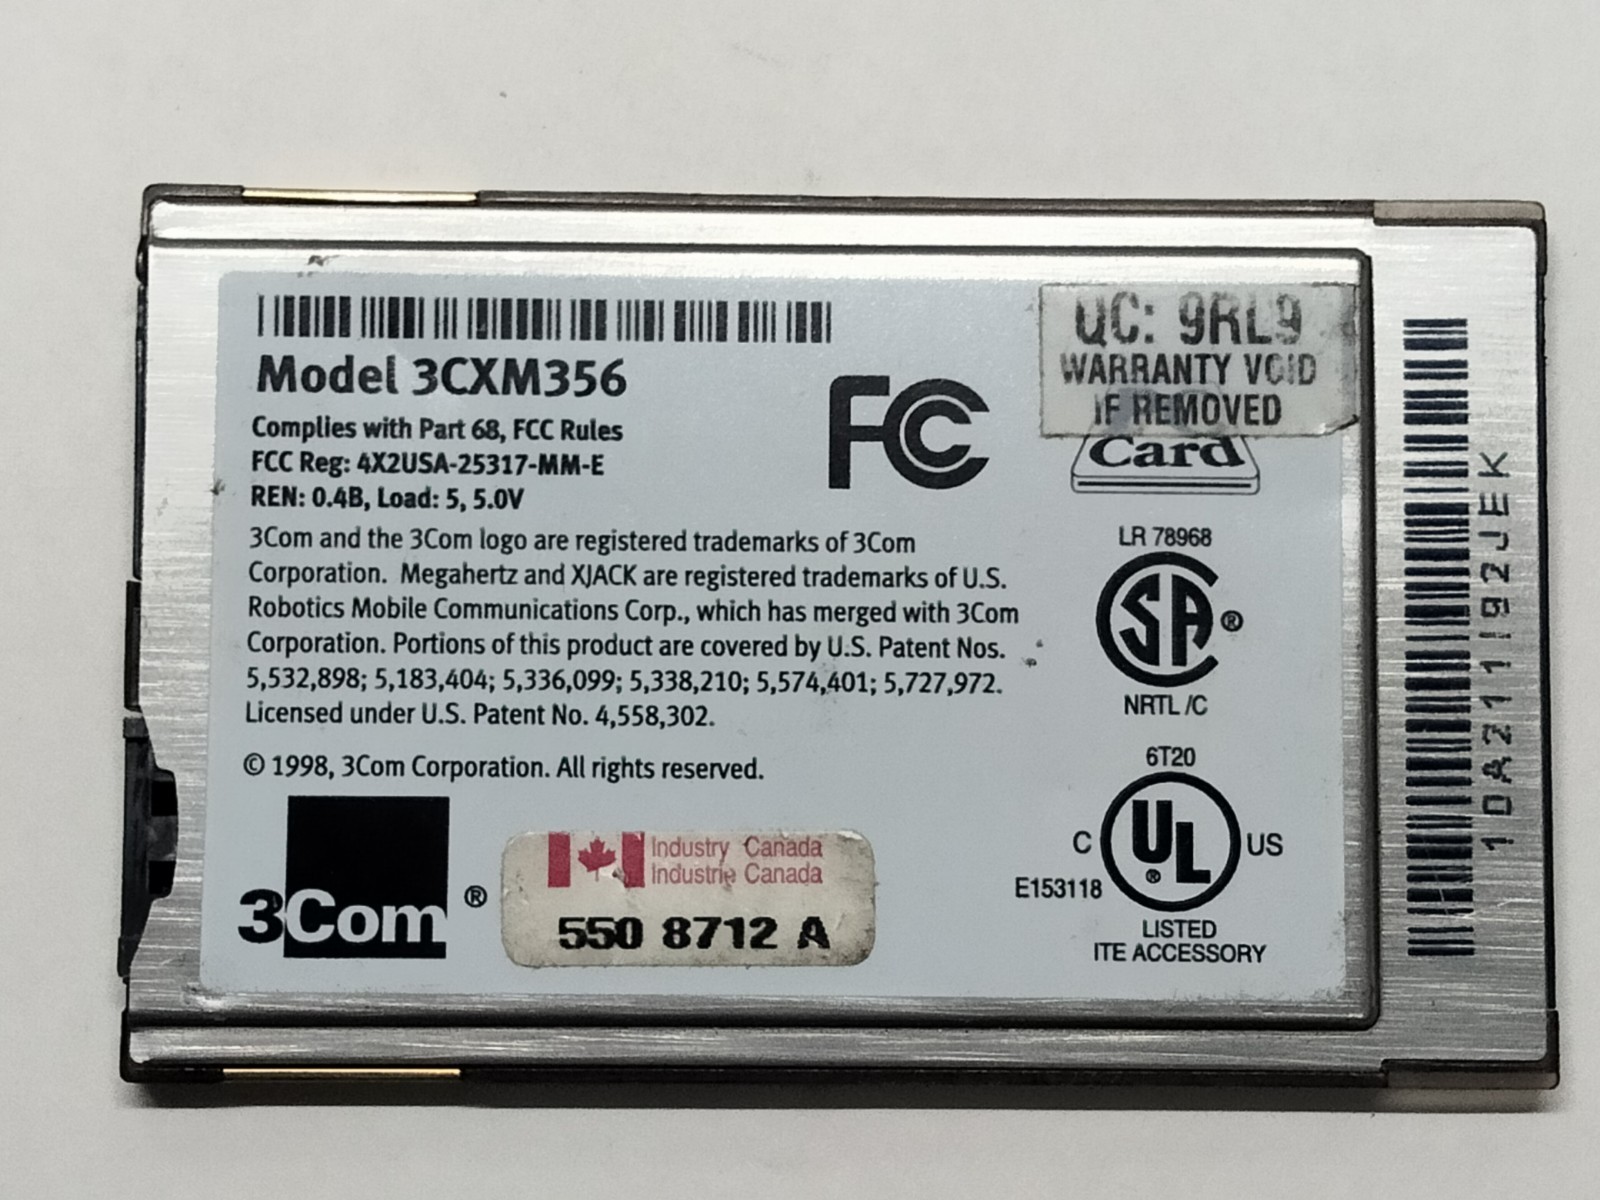 Model 3CXM356
Complies with Part 68, FCC Rules
FCC Reg: 4X2USA-25317-MM-E
REN: 0.4B, Load: 5, 5.0V
3Com and the 3Com logo are registered trademarks of 3Com
Corporation. Megahertz and XJACK are registered trademarks of U.S.
Robotics Mobile Communications Corp., which has merged with 3Com
Corporation. Portions of this product are covered by U.S. Patent Nos.
5,532,898; 5,183,404; 5,336,099; 5,338,210; 5,574,401; 5,727,972.
Licensed under U.S. Patent No. 4,558,302.
© 1998, 3Com Corporation. All rights reserved.
3Com ®
Industry Canada
Industrie Canada
550 8712 A
FC
QC: 9RL9
WARRANTY VOID
IF REMOVED
Card
LR 78968
SA ®
NRTL /C
6T20
C UL ® US
E153118
LISTED
ITE ACCESSORY
1DA211192JEK